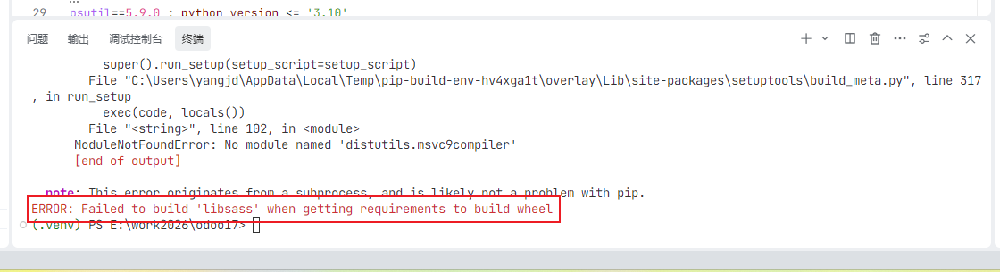 29 psutil==5.9.0 ; python_version <= '3.10'
问题 输出 调试控制台 终端
super().run_setup(setup_script=setup_script)
File "C:\Users\yangjd\AppData\Local\Temp\pip-build-env-hv4xga1t\overlay\Lib\site-packages\setuptools\build_meta.py", line 317
, in run_setup
exec(code, locals())
File "<string>", line 102, in <module>
ModuleNotFoundError: No module named 'distutils.msvc9compiler'
[end of output]
note: This error originates from a subprocess, and is likely not a problem with pip.
ERROR: Failed to build 'libsass' when getting requirements to build wheel
(.venv) PS E:\work2026\odoo17>